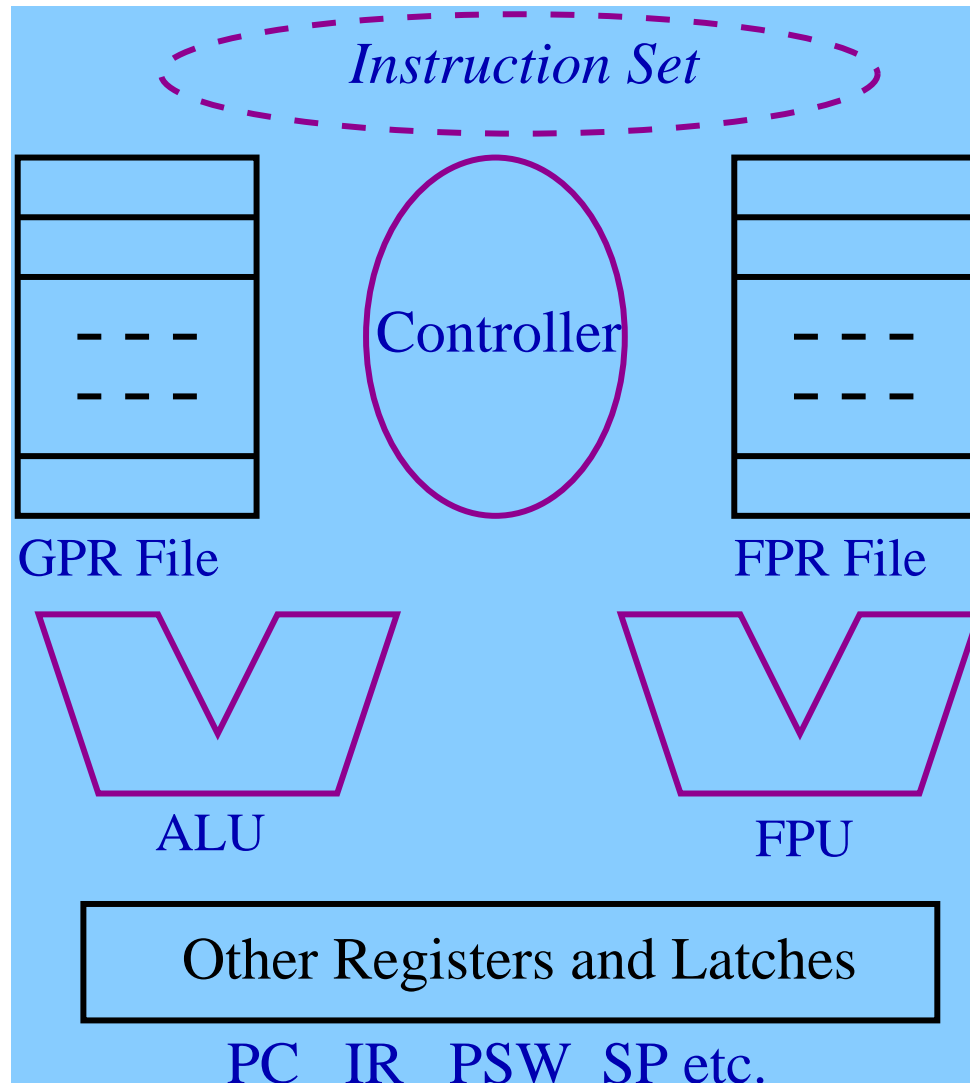 Instruction Set
Controller
GPR File
FPR File
ALU
FPU
Other Registers and Latches
PC IR PSW SP etc.